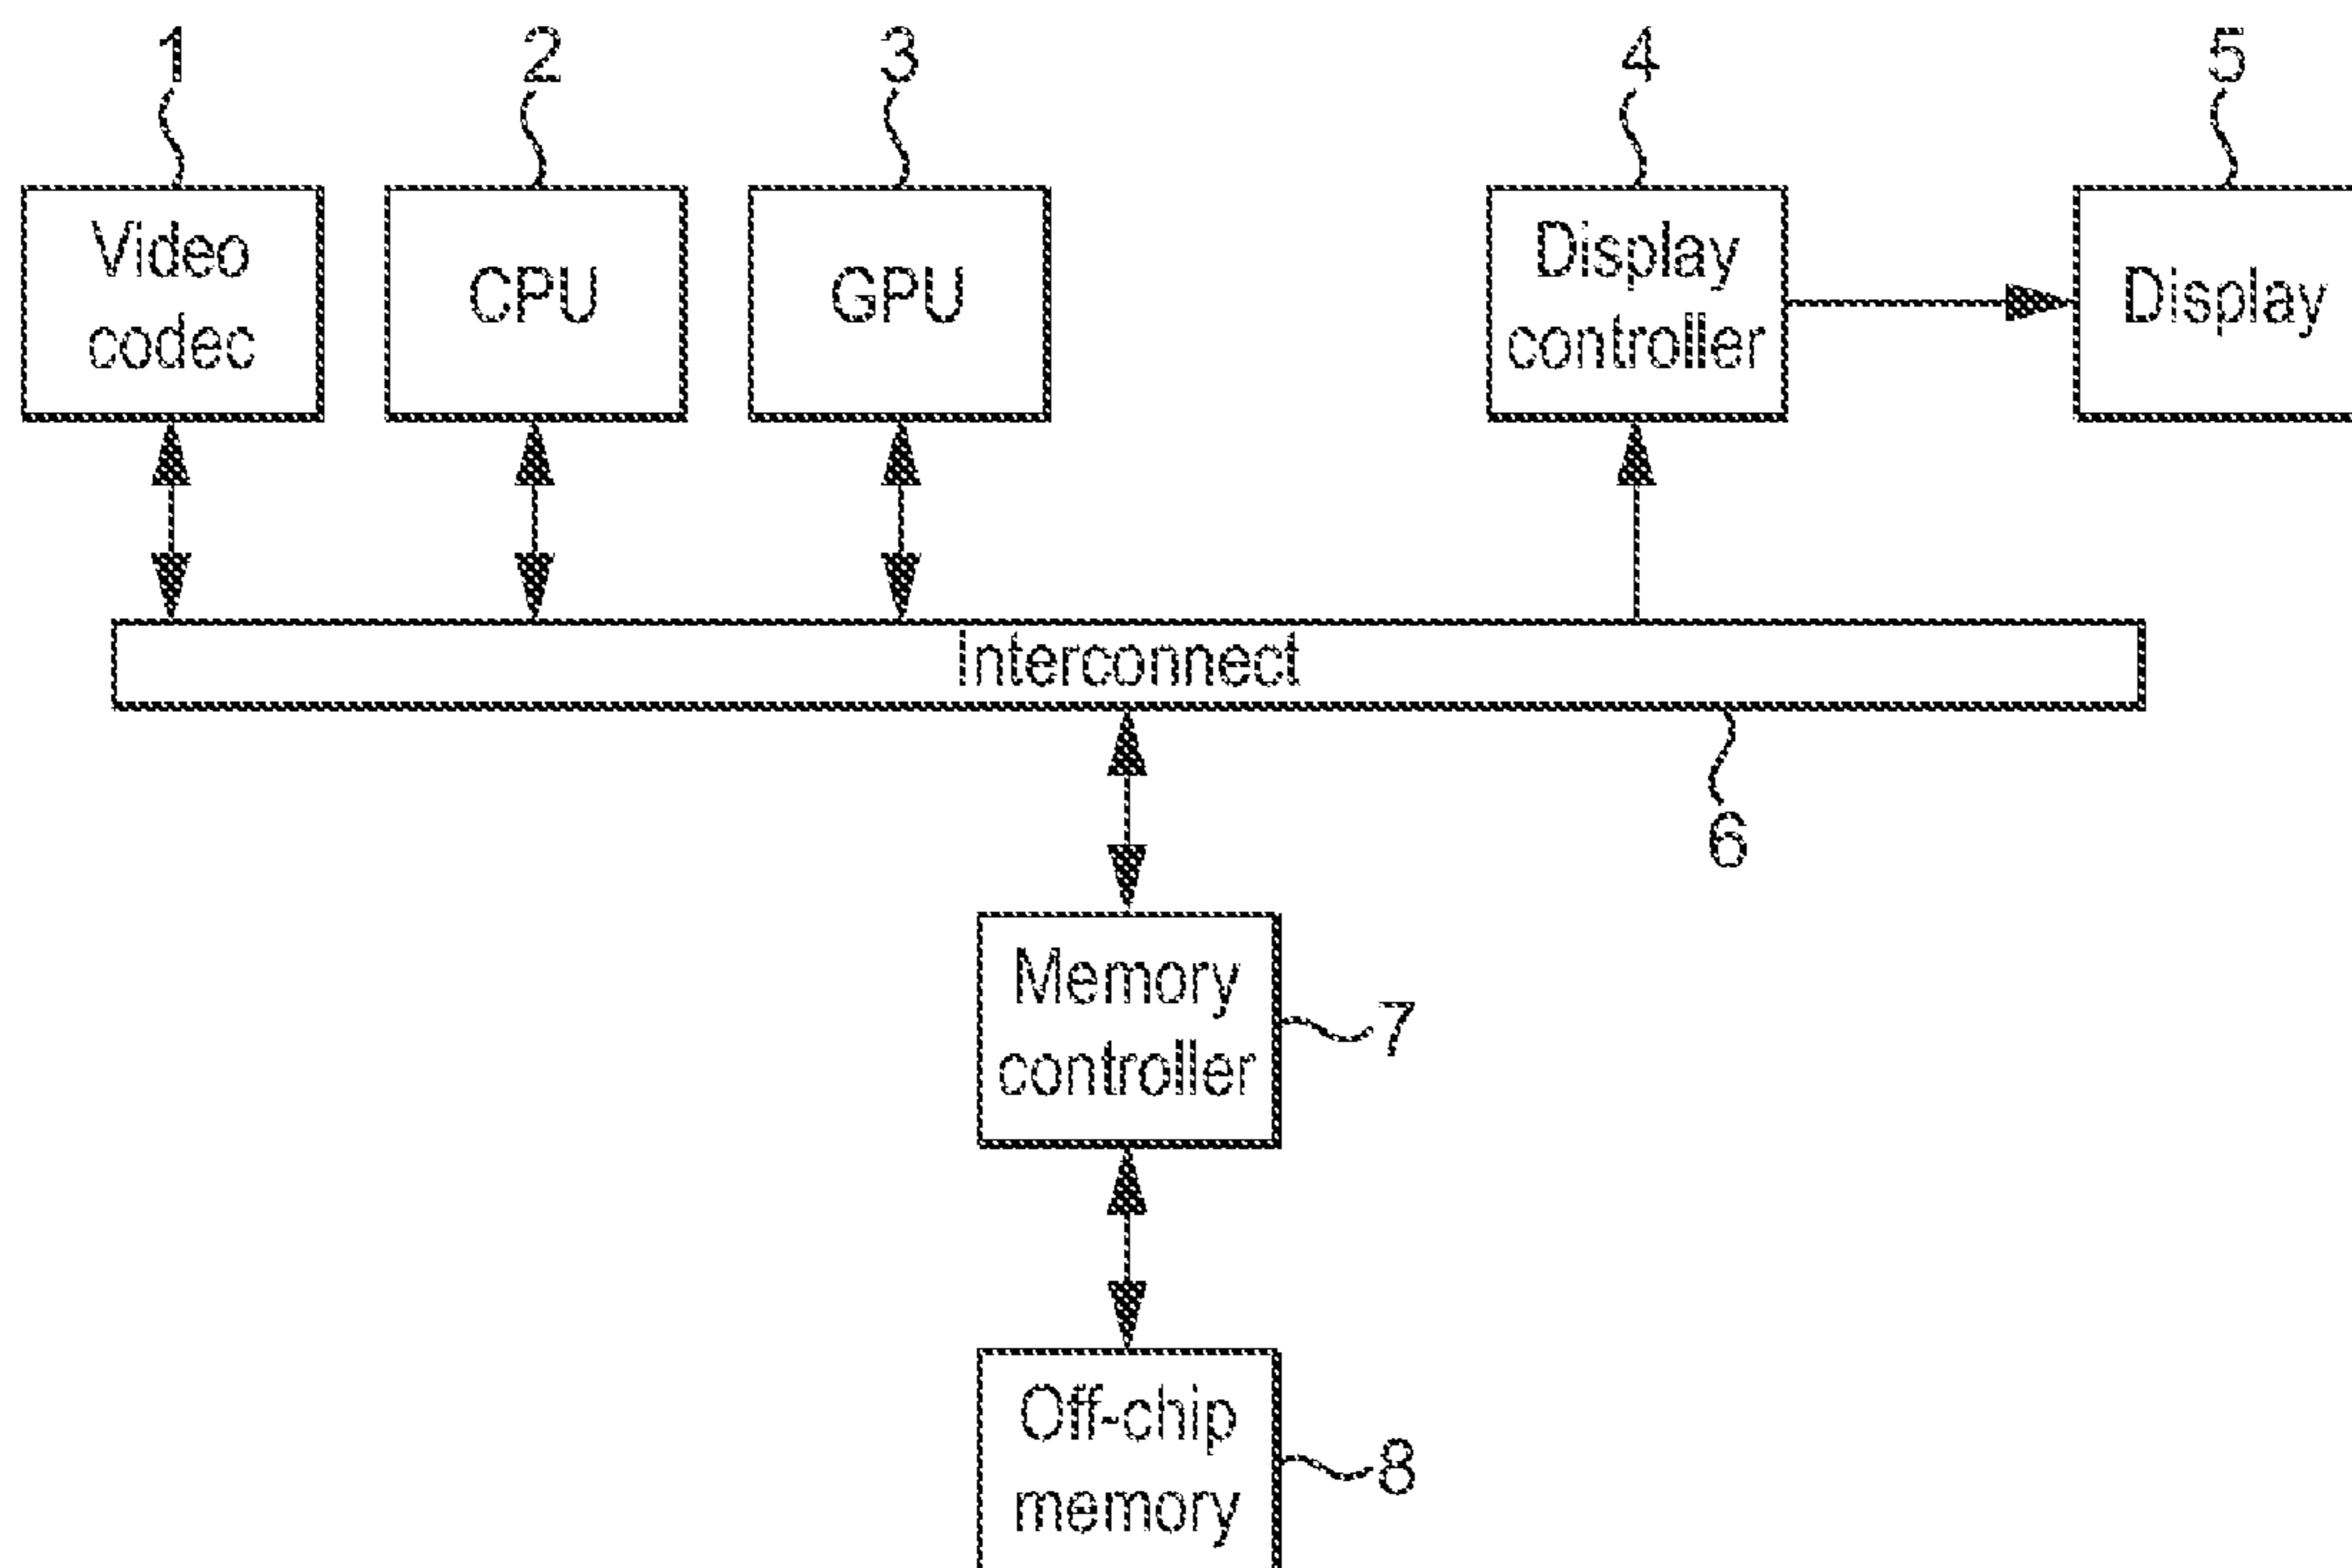 1
2
3
4
5
Video
codec
CPU
GPU
Display
controller
Display
Interconnect
6
Memory
controller
7
Off-chip
memory
8